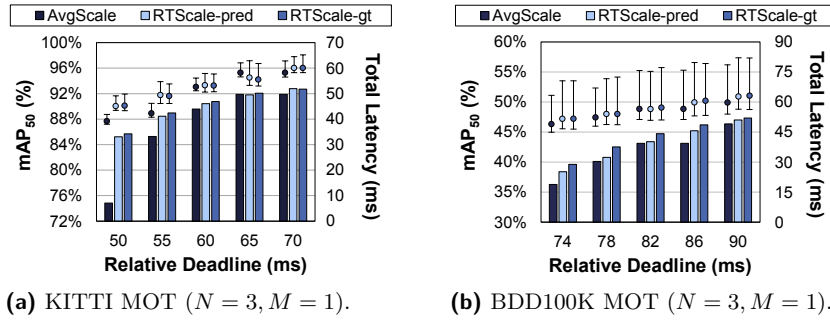 AvgScale RTScale-pred RTScale-gt
100%
96%
92%
88%
84%
80%
76%
72%
mAP50 (%)
70
60
50
40
30
20
10
0
Total Latency (ms)
50 55 60 65 70
Relative Deadline (ms)
(a) KITTI MOT (N = 3, M = 1).
AvgScale RTScale-pred RTScale-gt
60%
55%
50%
45%
40%
35%
30%
mAP50 (%)
90
75
60
45
30
15
0
Total Latency (ms)
74 78 82 86 90
Relative Deadline (ms)
(b) BDD100K MOT (N = 3, M = 1).